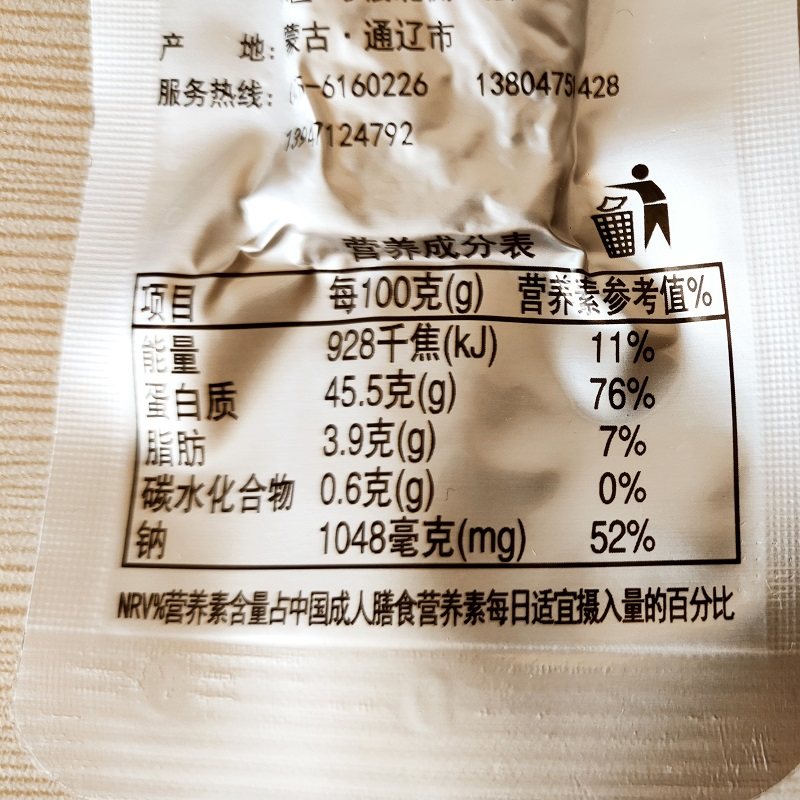 产 地:蒙古·通辽市
服务热线: -6160226 1380475428
124792
营养成分表
项目 每100克(g) 营养素参考值%
能量 928千焦(kJ) 11%
蛋白质 45.5克(g) 76%
脂肪 3.9克(g) 7%
碳水化合物 0.6克(g) 0%
钠 1048毫克(mg) 52%
NRV%营养素含量占中国成人膳食营养素每日适宜摄入量的百分比